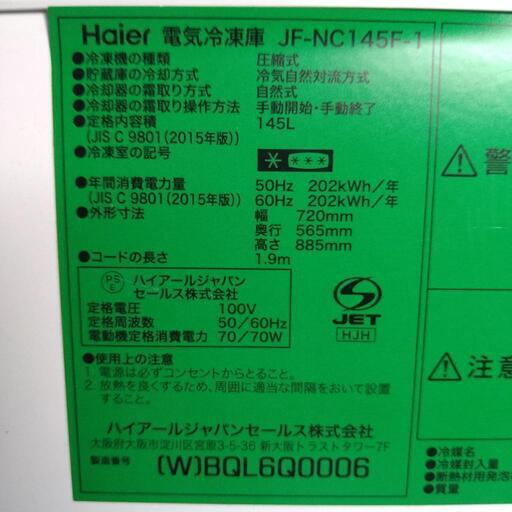 Haier 電気冷凍庫 JF-NC145F-1
●冷凍機の種類 圧縮式
●貯蔵庫の冷却方式 冷気自然対流方式
●冷却器の霜取り方式 自然式
●冷却器の霜取り操作方法 手動開始・手動終了
●定格内容積 145L
(JIS C 9801(2015年版))
●冷凍室の記号
●年間消費電力量 50Hz 202kWh/年
(JIS C 9801(2015年版)) 60Hz 202kWh/年
●外形寸法 幅 720mm
奥行 565mm
高さ 885mm
●コードの長さ 1.9m
PS
E
ハイアールジャパン
セールス株式会社
定格電圧 100V
定格周波数 50/60Hz
電動機定格消費電力 70/70W
S
JET
HJH
●使用上の注意
1. 電源は必ずコンセントからとること。
2. 放熱を良くするため、周囲に適当な間隔をおいて設置
すること。
ハイアールジャパンセールス株式会社
大阪府大阪市淀川区宮原3-5-36 新大阪トラストタワー7F
製造番号 (W)BQL6Q0006
警
注意
●冷媒名
●冷媒封入量
●断熱材用発泡
●質量